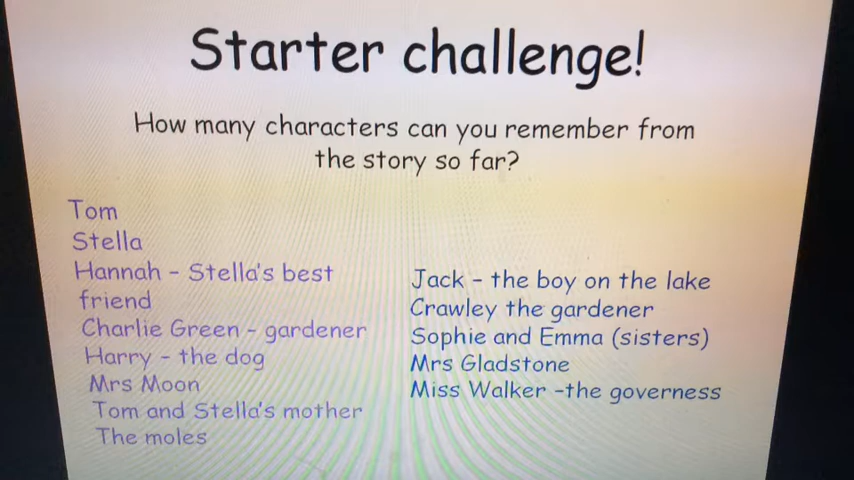 Starter challenge!
How many characters can you remember from
the story so far?
Tom
Stella
Hannah - Stella's best
friend
Charlie Green - gardener
Harry - the dog
Mrs Moon
Tom and Stella's mother
The moles
Jack - the boy on the lake
Crawley the gardener
Sophie and Emma (sisters)
Mrs Gladstone
Miss Walker -the governess